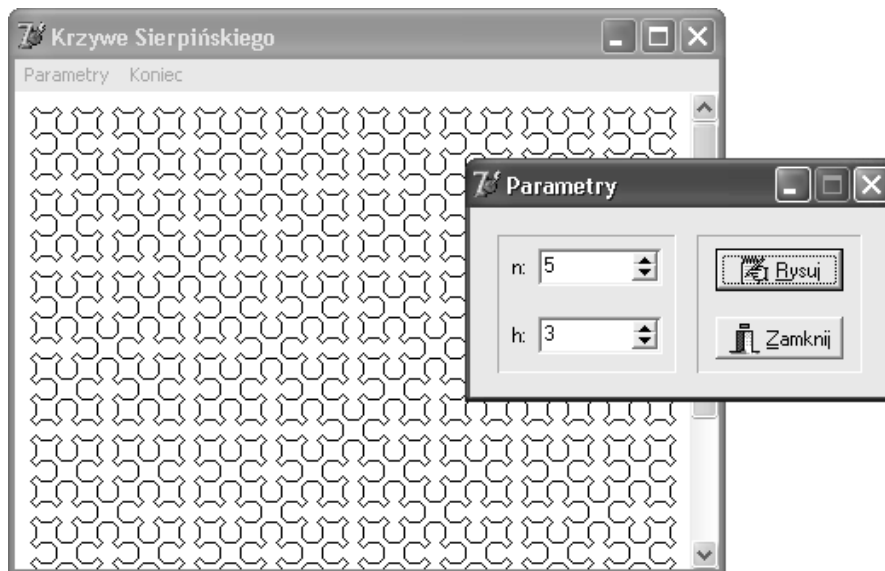 Krzywe Sierpińskiego
Parametry Koniec
Parametry
n: 5
Rysuj
h: 3
Zamknij